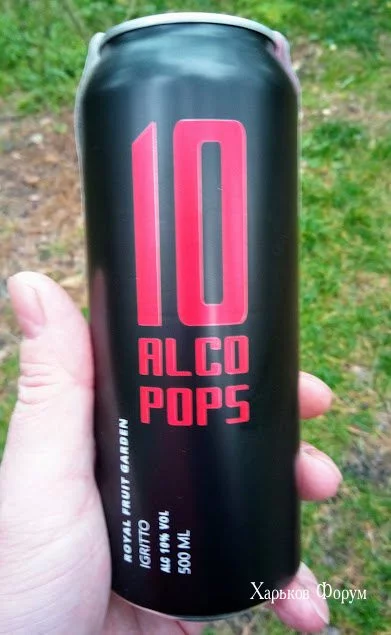 10
ALCO
POPS
ROYAL FRUIT GARDEN
IGRITTO
ALC 10% VOL
500 ML
Харьков Форум